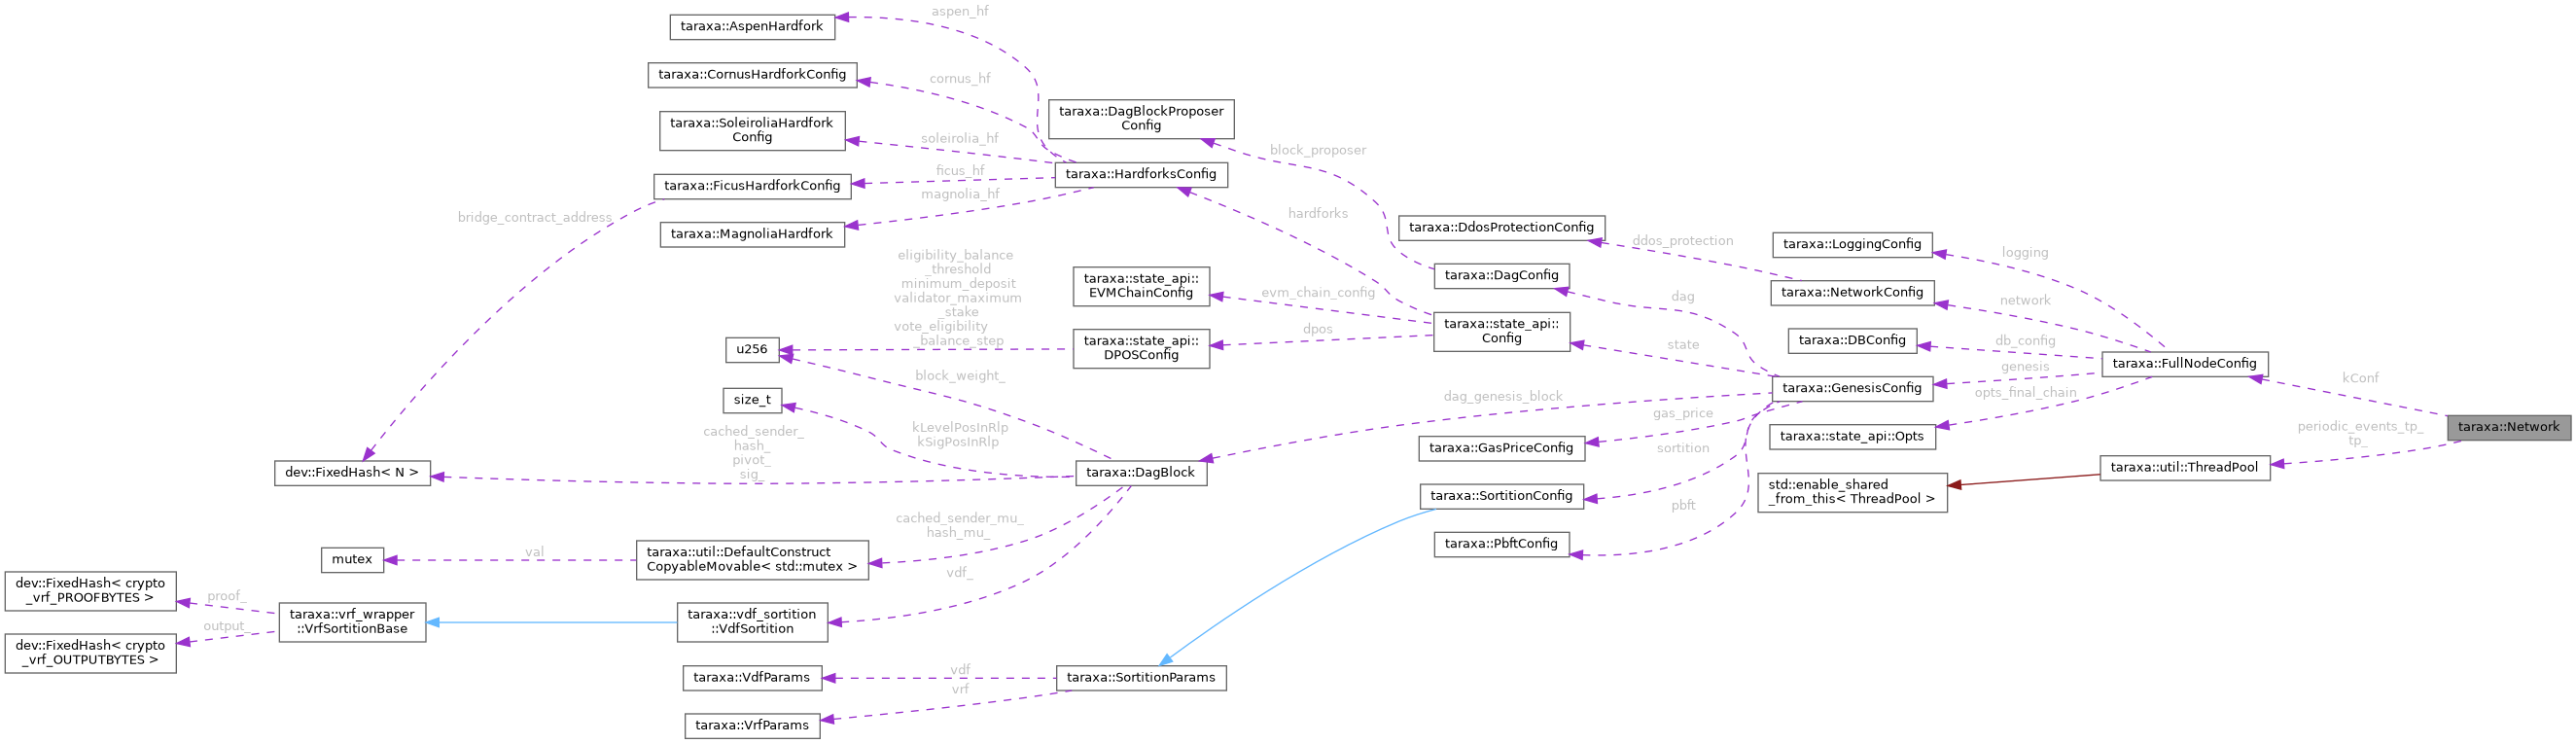 aspen_hf
taraxa::AspenHardfork
cornus_hf
taraxa::CornusHardforkConfig
taraxa::DagBlockProposer
Config
taraxa::SoleiroliaHardfork
Config
soleirolia_hf
block_proposer
ficus_hf
taraxa::HardforksConfig
taraxa::FicusHardforkConfig
magnolia_hf
bridge_contract_address
hardforks
taraxa::MagnoliaHardfork
taraxa::DdosProtectionConfig
ddos_protection
taraxa::LoggingConfig
logging
eligibility_balance
_threshold
minimum_deposit
validator_maximum
_stake
vote_eligibility
_balance_step
taraxa::state_api::
EVMChainConfig
evm_chain_config
taraxa::DagConfig
dag
taraxa::NetworkConfig
network
u256
taraxa::state_api::
DPOSConfig
dpos
taraxa::state_api::
Config
state
taraxa::DBConfig
db_config
genesis
taraxa::FullNodeConfig
kConf
block_weight_
size_t
dag_genesis_block
taraxa::GenesisConfig
opts_final_chain
gas_price
kLevelPosInRlp
kSigPosInRlp
cached_sender_
hash_
pivot_
sig_
taraxa::GasPriceConfig
sortition
taraxa::state_api::Opts
periodic_events_tp_
tp_
taraxa::Network
dev::FixedHash< N >
taraxa::DagBlock
taraxa::util::ThreadPool
std::enable_shared
_from_this< ThreadPool >
taraxa::SortitionConfig
pbft
cached_sender_mu_
hash_mu_
taraxa::PbftConfig
mutex
val
taraxa::util::DefaultConstruct
CopyableMovable< std::mutex >
vdf_
dev::FixedHash< crypto
_vrf_PROOFBYTES >
proof_
taraxa::vrf_wrapper
::VrfSortitionBase
taraxa::vdf_sortition
::VdfSortition
output_
dev::FixedHash< crypto
_vrf_OUTPUTBYTES >
taraxa::VdfParams
vdf
taraxa::SortitionParams
vrf
taraxa::VrfParams